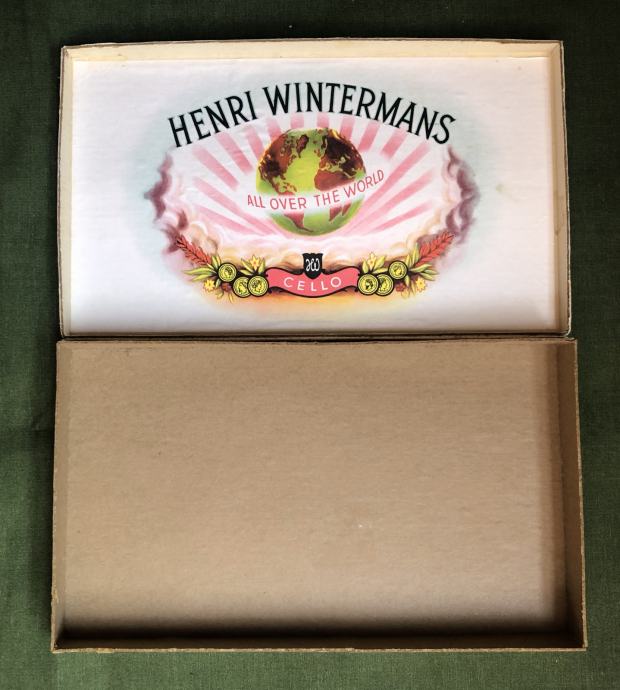 HENRI WINTERMANS
ALL OVER THE WORLD
HW
CELLO